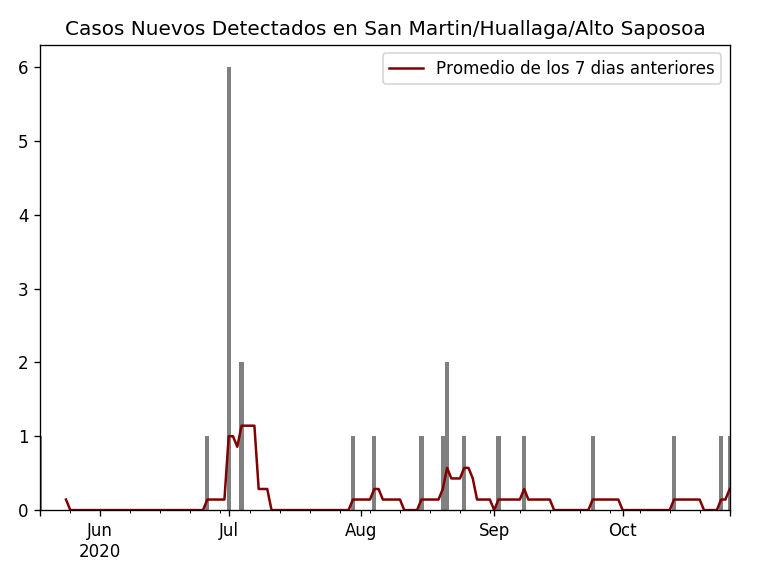 Casos Nuevos Detectados en San Martin/Huallaga/Alto Saposoa
Promedio de los 7 dias anteriores
6
5
4
3
2
1
0
Jun Jul Aug Sep Oct
2020